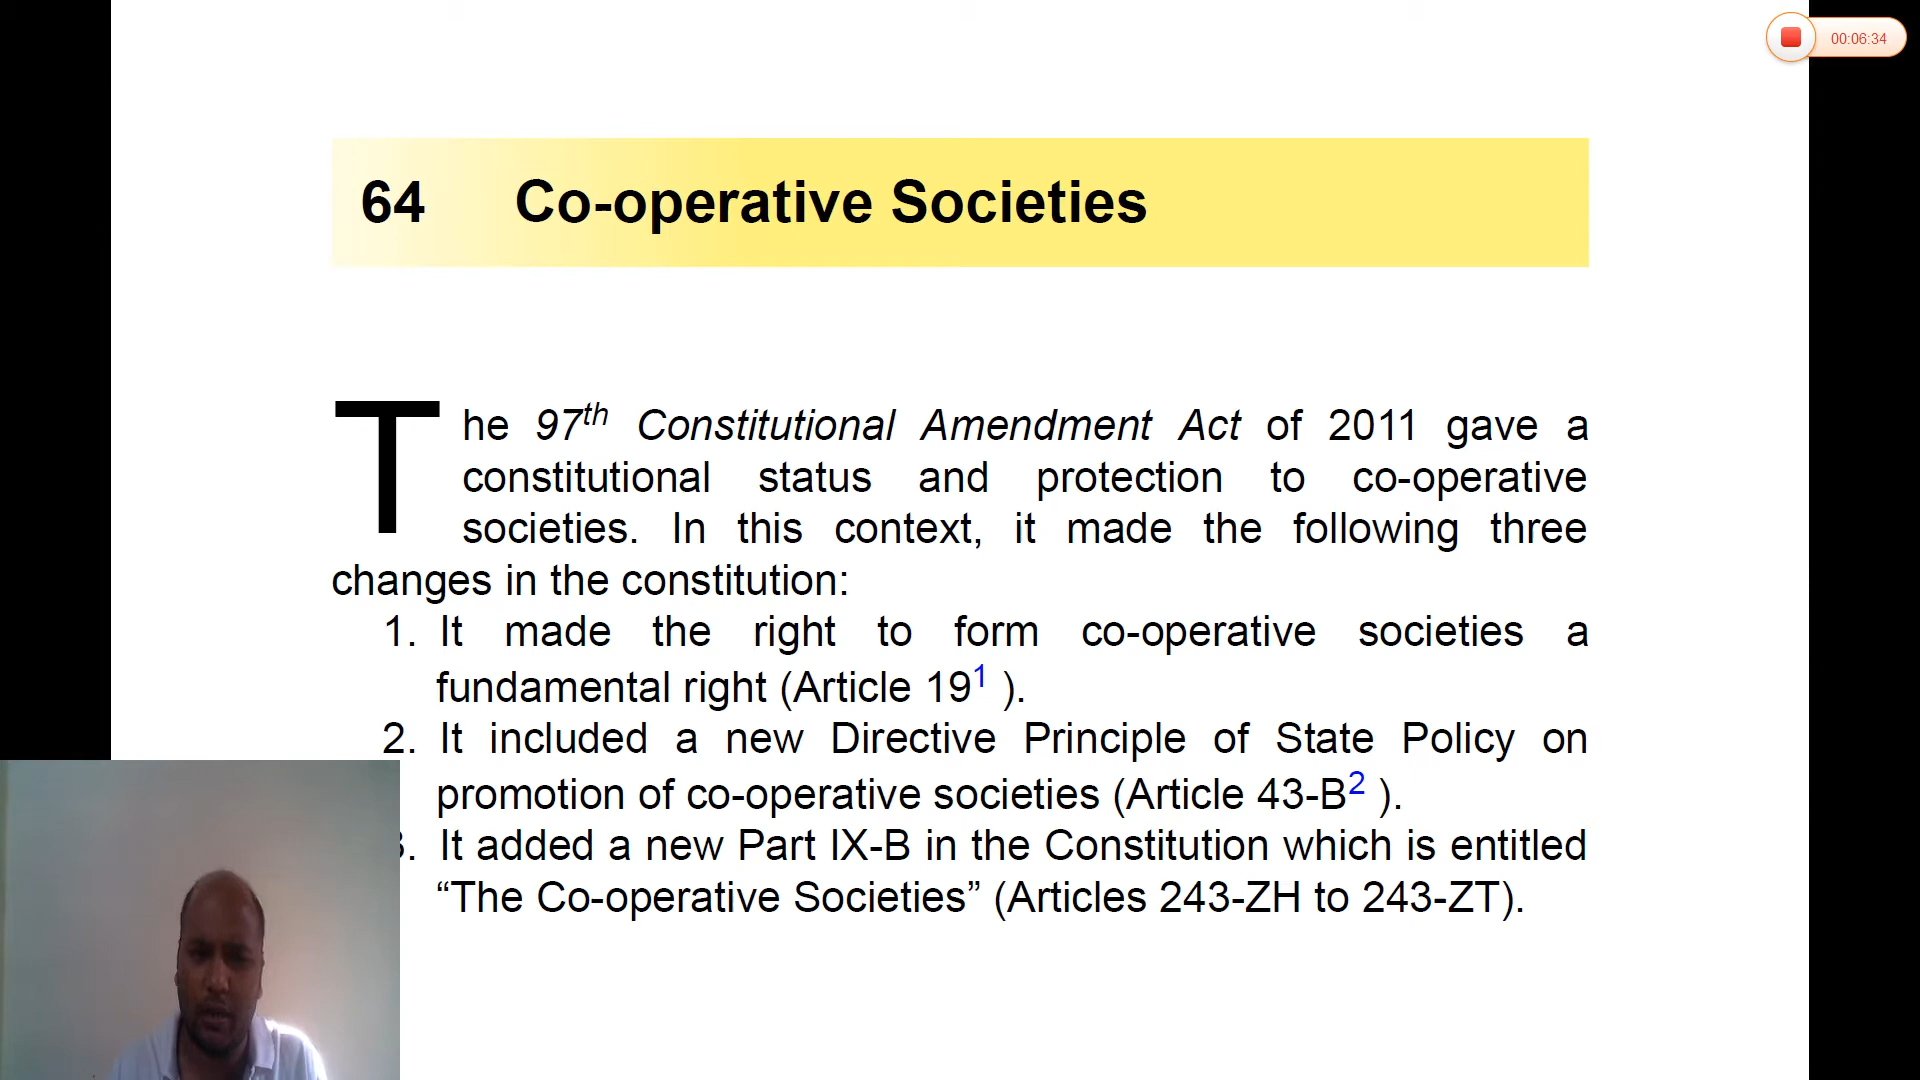 00:06:34
64 Co-operative Societies
The 97th Constitutional Amendment Act of 2011 gave a
constitutional status and protection to co-operative
societies. In this context, it made the following three
changes in the constitution:
1. It made the right to form co-operative societies a
fundamental right (Article 19¹ ).
2. It included a new Directive Principle of State Policy on
promotion of co-operative societies (Article 43-B² ).
3. It added a new Part IX-B in the Constitution which is entitled
“The Co-operative Societies” (Articles 243-ZH to 243-ZT).